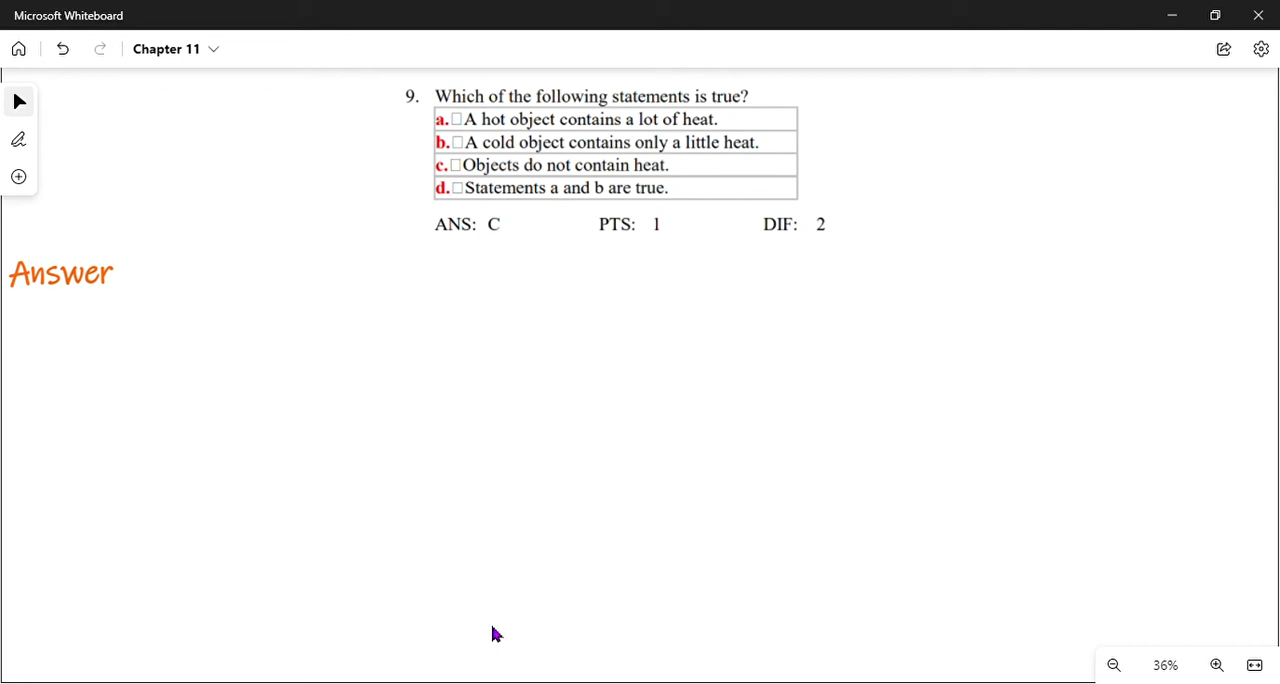 Microsoft Whiteboard
Chapter 11
9. Which of the following statements is true?
a. A hot object contains a lot of heat.
b. A cold object contains only a little heat.
c. Objects do not contain heat.
d. Statements a and b are true.
ANS: C PTS: 1 DIF: 2
Answer
36%